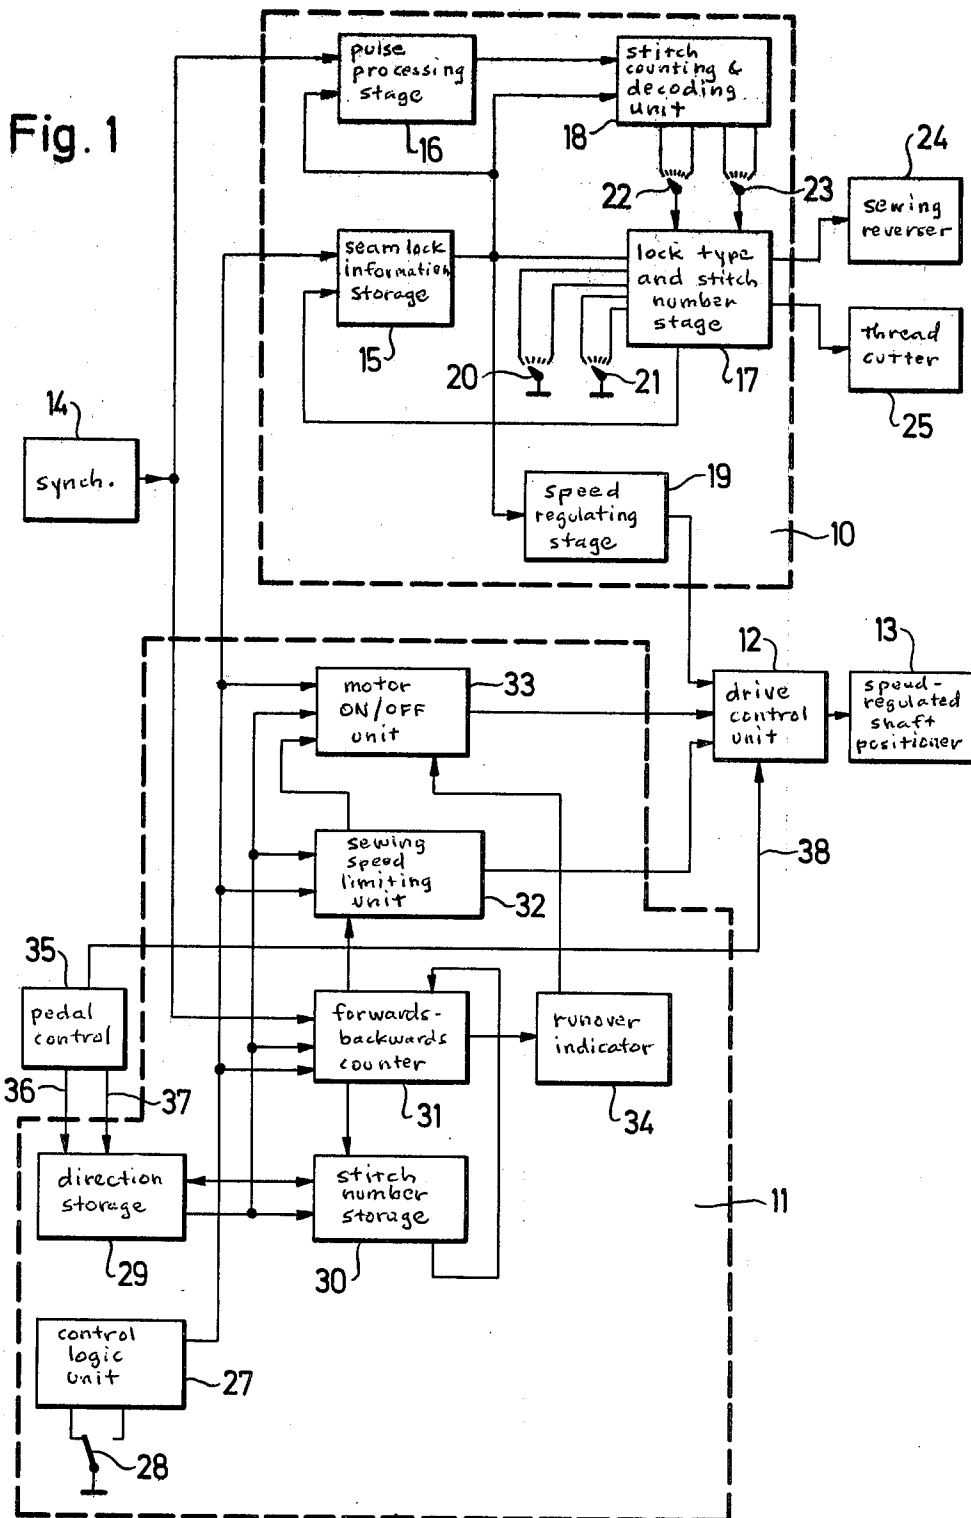 Fig. 1
pulse
processing
stage
16
stitch
counting &
decoding
unit
18
22
23
24
sewing
reverser
seam lock
information
storage
15
lock type
and stitch
number
stage
17
20
21
thread
cutter
25
14
synch.
speed
regulating
stage
19
10
motor
ON/OFF
unit
33
12
drive
control
unit
13
speed-
regulated
shaft
positioner
sewing
speed
limiting
unit
32
38
35
pedal
control
36
37
forwards-
backwards
counter
31
runover
indicator
34
direction
storage
29
stitch
number
storage
30
11
control
logic
unit
27
28